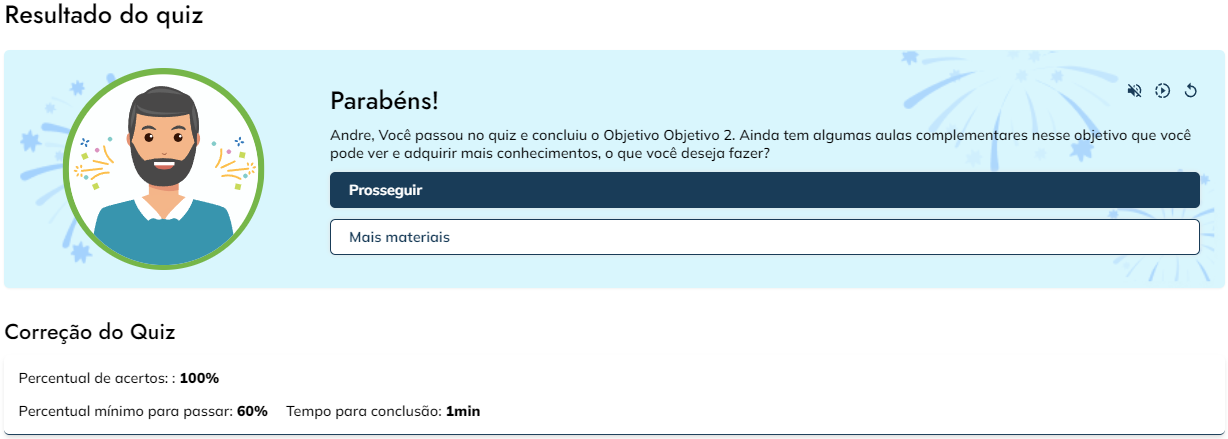 Resultado do quiz
Parabéns!
Andre, Você passou no quiz e concluiu o Objetivo Objetivo 2. Ainda tem algumas aulas complementares nesse objetivo que você
pode ver e adquirir mais conhecimentos, o que você deseja fazer?
Prosseguir
Mais materiais
Correção do Quiz
Percentual de acertos: : 100%
Percentual mínimo para passar: 60% Tempo para conclusão: 1min